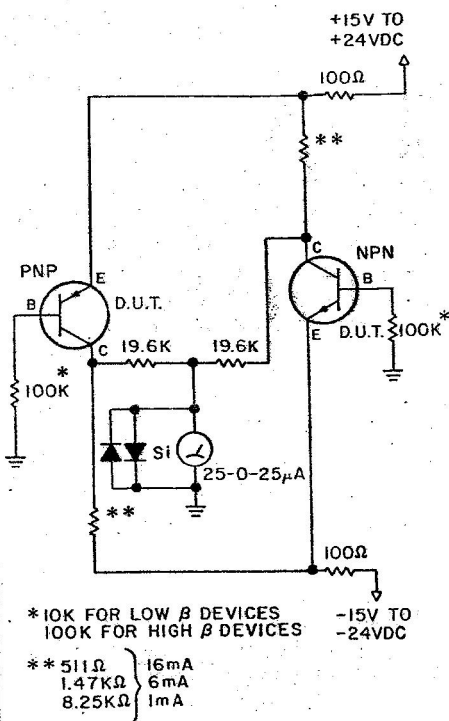 +15V TO
+24VDC
100Ω
**
C
NPN
PNP
E
B
B
D.U.T.
E
D.U.T.
100K*
C
19.6K
19.6K
*
100K
Si
25-0-25μA
**
100Ω
*10K FOR LOW β DEVICES
100K FOR HIGH β DEVICES
-15V TO
-24VDC
** 511Ω } 16mA
1.47KΩ } 6mA
8.25KΩ } 1mA